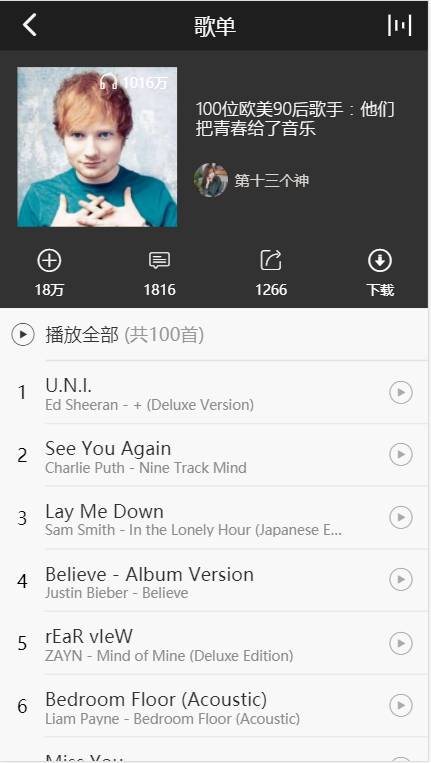 歌单
1016万
100位欧美90后歌手：他们
把青春给了音乐
第十三个神
18万
1816
1266
下载
播放全部 (共100首)
1
U.N.I.
Ed Sheeran - + (Deluxe Version)
2
See You Again
Charlie Puth - Nine Track Mind
3
Lay Me Down
Sam Smith - In the Lonely Hour (Japanese E...
4
Believe - Album Version
Justin Bieber - Believe
5
rEaR vIeW
ZAYN - Mind of Mine (Deluxe Edition)
6
Bedroom Floor (Acoustic)
Liam Payne - Bedroom Floor (Acoustic)
Miss You